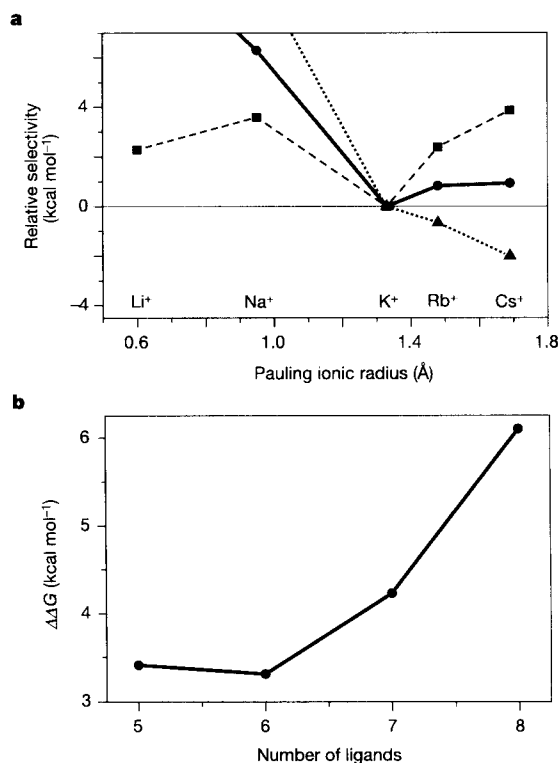 a
Relative selectivity
(kcal mol⁻¹)
4
0
−4
Li⁺ Na⁺ K⁺ Rb⁺ Cs⁺
0.6 1.0 1.4 1.8
Pauling ionic radius (Å)
b
ΔΔG (kcal mol⁻¹)
6
5
4
3
5 6 7 8
Number of ligands